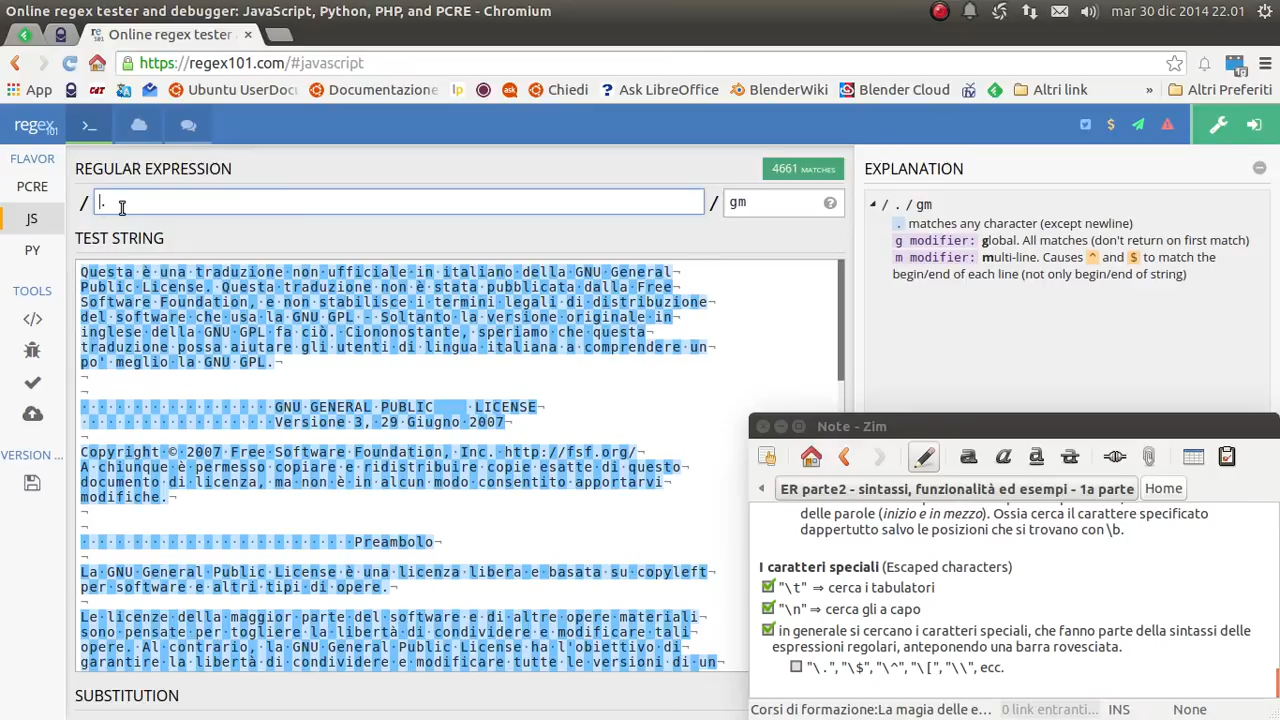 Online regex tester and debugger: JavaScript, Python, PHP, and PCRE - Chromium
mar 30 dic 2014 22.01
Online regex tester
https://regex101.com/#javascript
App
Ubuntu UserDocu
Documentazione
Chiedi
Ask LibreOffice
BlenderWiki
Blender Cloud
Altri link
»
Altri Preferiti
regex 101
FLAVOR
PCRE
JS
PY
TOOLS
VERSION ...
REGULAR EXPRESSION
4661 MATCHES
/ . / gm
TEST STRING
Questa·è·una·traduzione·non·ufficiale·in·italiano·della·GNU·General¬
Public·License.·Questa·traduzione·non·è·stata·pubblicata·dalla·Free¬
Software·Foundation,·e·non·stabilisce·i·termini·legali·di·distribuzione¬
del·software·che·usa·la·GNU·GPL·-·Soltanto·la·versione·originale·in¬
inglese·della·GNU·GPL·fa·ciò.·Ciononostante,·speriamo·che·questa¬
traduzione·possa·aiutare·gli·utenti·di·lingua·italiana·a·comprendere·un¬
po'·meglio·la·GNU·GPL.¬
¬
¬
······················GNU·GENERAL·PUBLIC    ·LICENSE¬
······················Versione·3,·29·Giugno·2007¬
¬
Copyright·©·2007·Free·Software·Foundation,·Inc.·http://fsf.org/¬
A·chiunque·è·permesso·copiare·e·ridistribuire·copie·esatte·di·questo¬
documento·di·licenza,·ma·non·è·in·alcun·modo·consentito·apportarvi¬
modifiche.¬
¬
¬
·······························Preambolo¬
¬
La·GNU·General·Public·License·è·una·licenza·libera·e·basata·su·copyleft¬
per·software·e·altri·tipi·di·opere.¬
¬
Le·licenze·della·maggior·parte·del·software·e·di·altre·opere·materiali¬
sono·pensate·per·togliere·la·libertà·di·condividere·e·modificare·tali¬
opere.·Al·contrario,·la·GNU·General·Public·License·ha·l'obiettivo·di¬
garantire·la·libertà·di·condividere·e·modificare·tutte·le·versioni·di·un¬
SUBSTITUTION
EXPLANATION
/ . / gm
. matches any character (except newline)
g modifier: global. All matches (don't return on first match)
m modifier: multi-line. Causes ^ and $ to match the
begin/end of each line (not only begin/end of string)
Note - Zim
ER parte2 - sintassi, funzionalità ed esempi - 1a parte
Home
delle parole (inizio e in mezzo). Ossia cerca il carattere specificato
dappertutto salvo le posizioni che si trovano con \b.
I caratteri speciali (Escaped characters)
"\t" ⇒ cerca i tabulatori
"\n" ⇒ cerca gli a capo
in generale si cercano i caratteri speciali, che fanno parte della sintassi delle
espressioni regolari, anteponendo una barra rovesciata.
"\.", "\$", "\^", "\[", "\\", ecc.
Corsi di formazione:La magia delle e...
0 link entranti...
INS
None